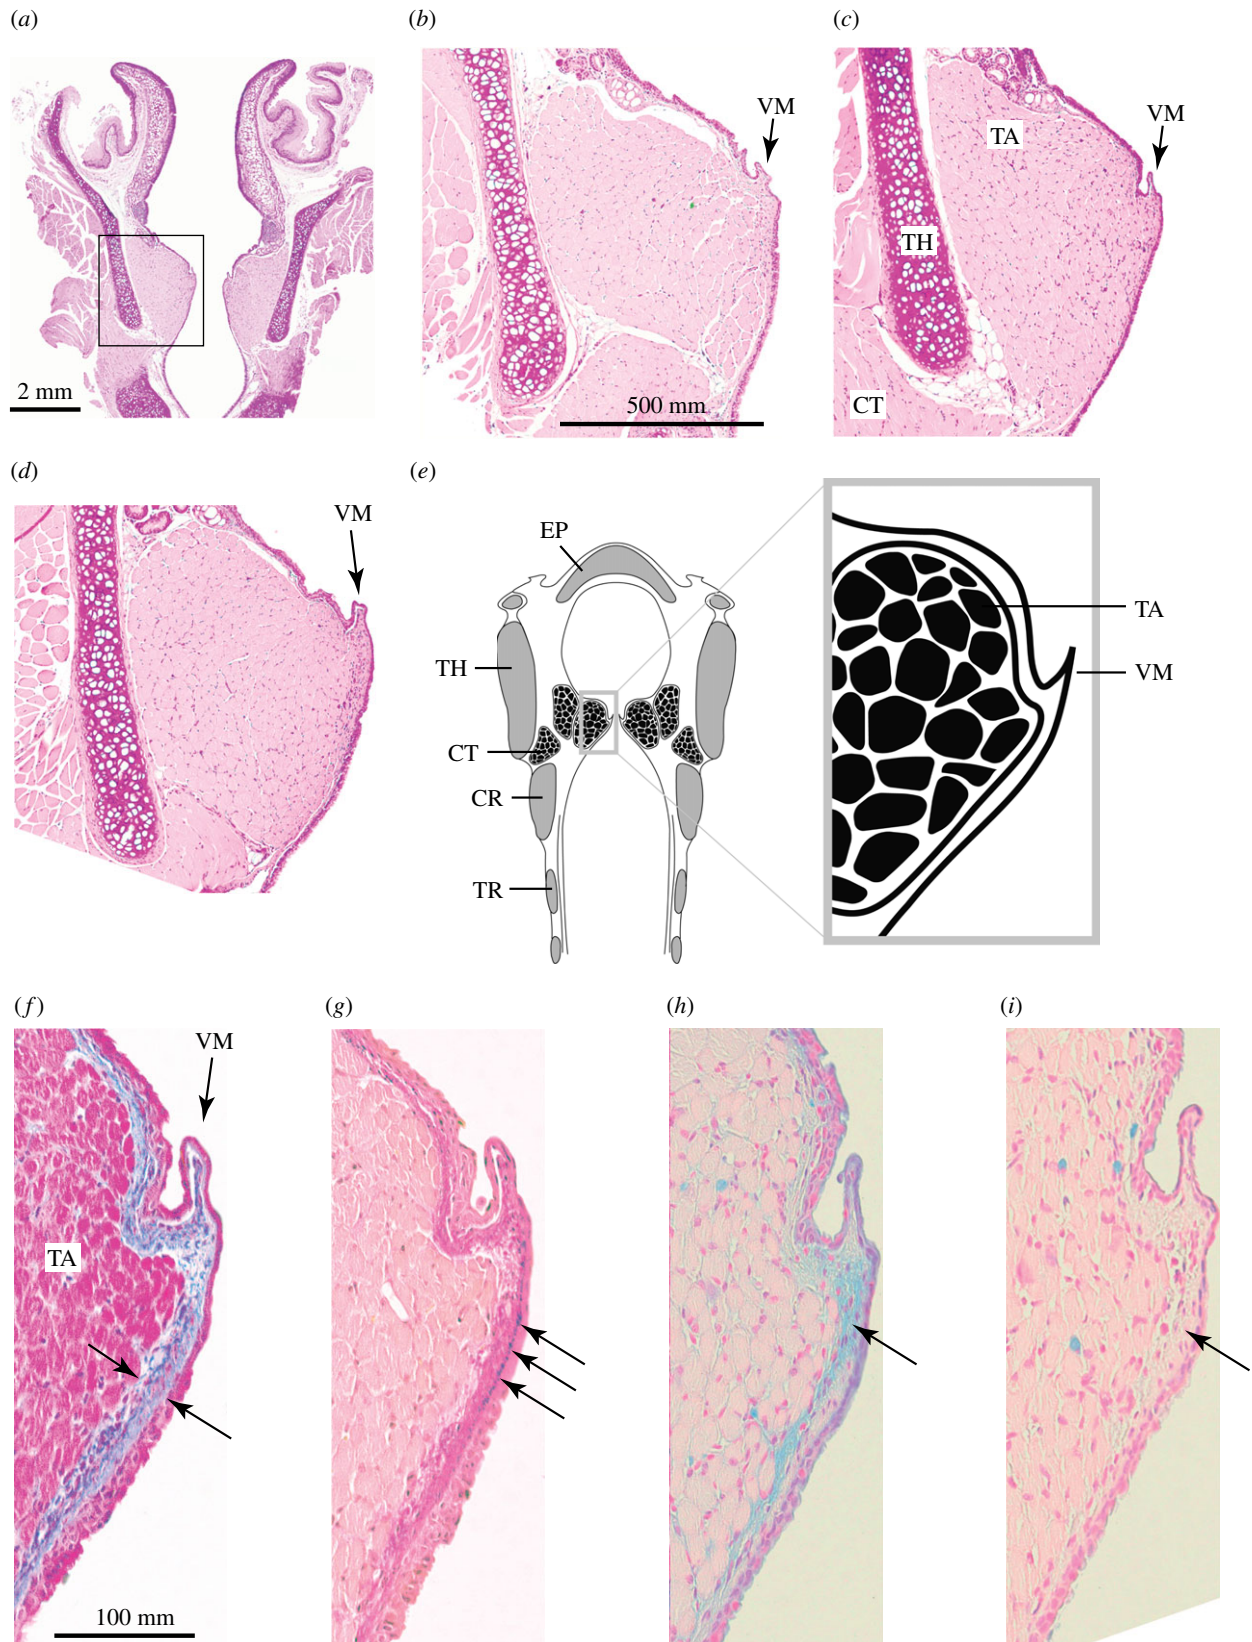 (a)
(b)
(c)
VM
VM
TA
TH
2 mm
500 mm
CT
(d)
(e)
VM
EP
TA
TH
VM
CT
CR
TR
(f)
(g)
(h)
(i)
VM
TA
100 mm